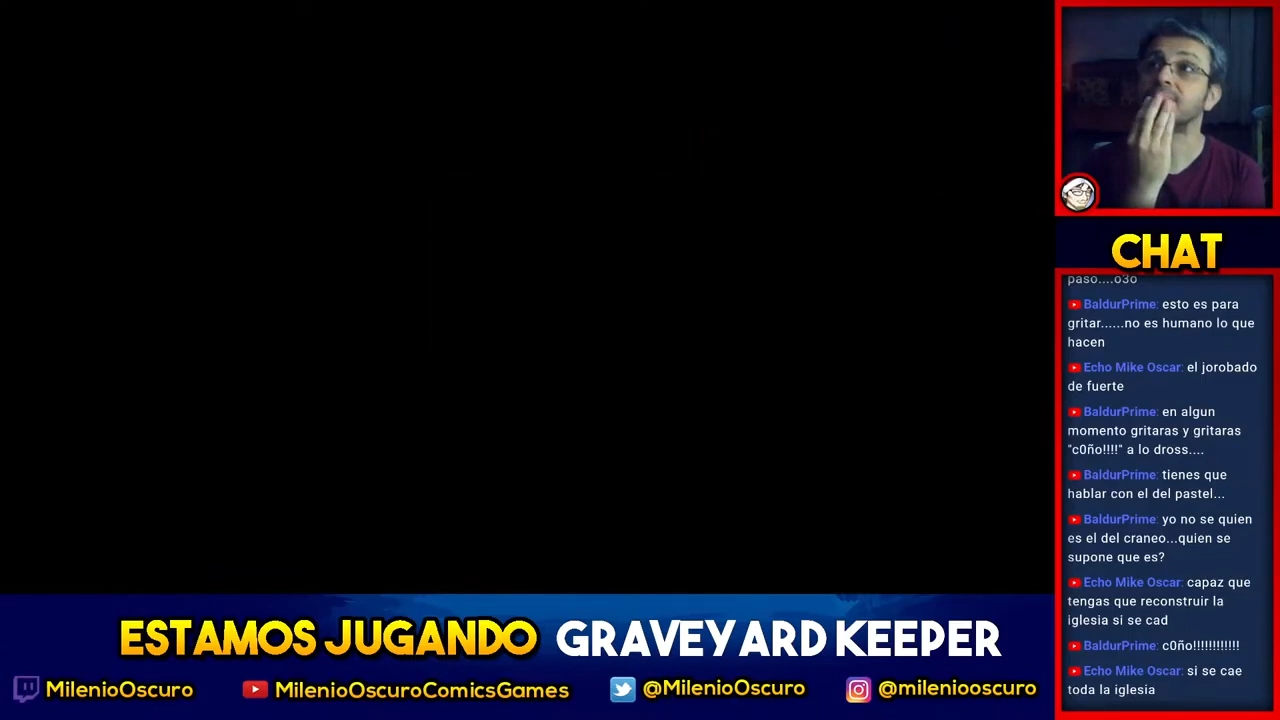 CHAT
paso....o3o
BaldurPrime: esto es para
gritar......no es humano lo que
hacen
Echo Mike Oscar: el jorobado
de fuerte
BaldurPrime: en algun
momento gritaras y gritaras
"c0ño!!!!" a lo dross....
BaldurPrime: tienes que
hablar con el del pastel...
BaldurPrime: yo no se quien
es el del craneo...quien se
supone que es?
Echo Mike Oscar: capaz que
tengas que reconstruir la
iglesia si se cad
BaldurPrime: c0ño!!!!!!!!!!!!
Echo Mike Oscar: si se cae
toda la iglesia
ESTAMOS JUGANDO GRAVEYARD KEEPER
MilenioOscuro MilenioOscuroComicsGames @MilenioOscuro @mileniooscuro